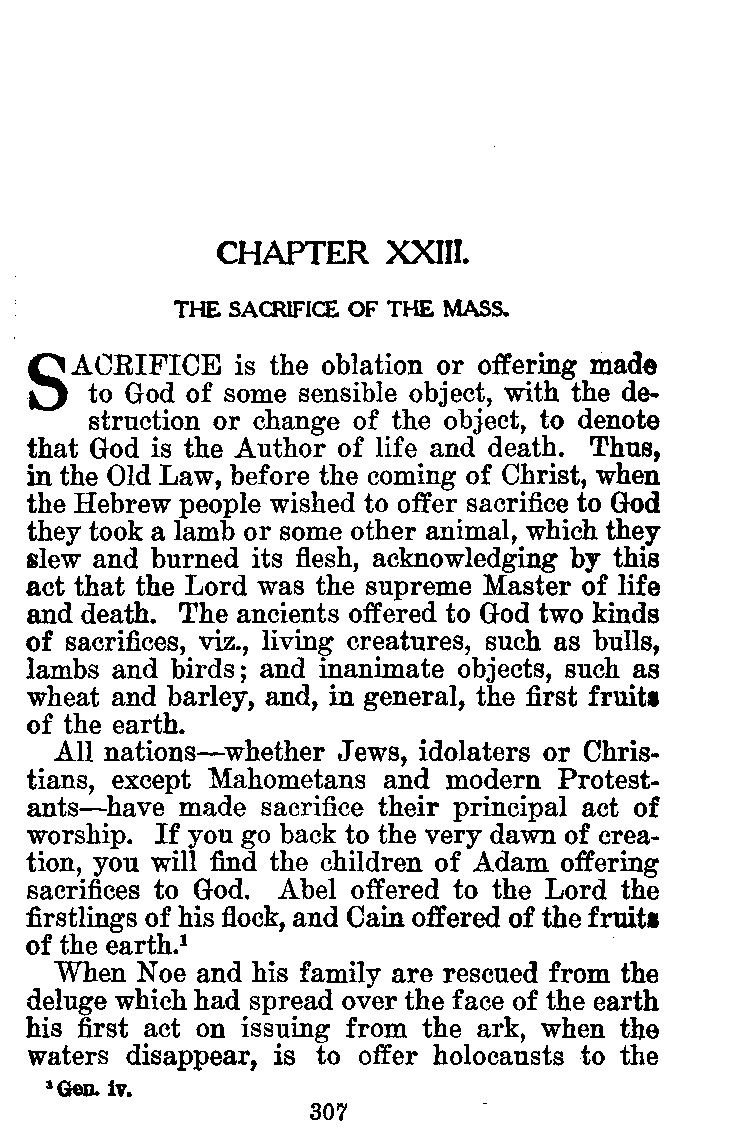 CHAPTER XXIII.
THE SACRIFICE OF THE MASS.
SACRIFICE is the oblation or offering made
to God of some sensible object, with the de-
struction or change of the object, to denote
that God is the Author of life and death. Thus,
in the Old Law, before the coming of Christ, when
the Hebrew people wished to offer sacrifice to God
they took a lamb or some other animal, which they
slew and burned its flesh, acknowledging by this
act that the Lord was the supreme Master of life
and death. The ancients offered to God two kinds
of sacrifices, viz., living creatures, such as bulls,
lambs and birds; and inanimate objects, such as
wheat and barley, and, in general, the first fruits
of the earth.
All nations—whether Jews, idolaters or Chris-
tians, except Mahometans and modern Protest-
ants—have made sacrifice their principal act of
worship. If you go back to the very dawn of crea-
tion, you will find the children of Adam offering
sacrifices to God. Abel offered to the Lord the
firstlings of his flock, and Cain offered of the fruits
of the earth.¹
When Noe and his family are rescued from the
deluge which had spread over the face of the earth
his first act on issuing from the ark, when the
waters disappear, is to offer holocausts to the
¹ Gen. iv.
307